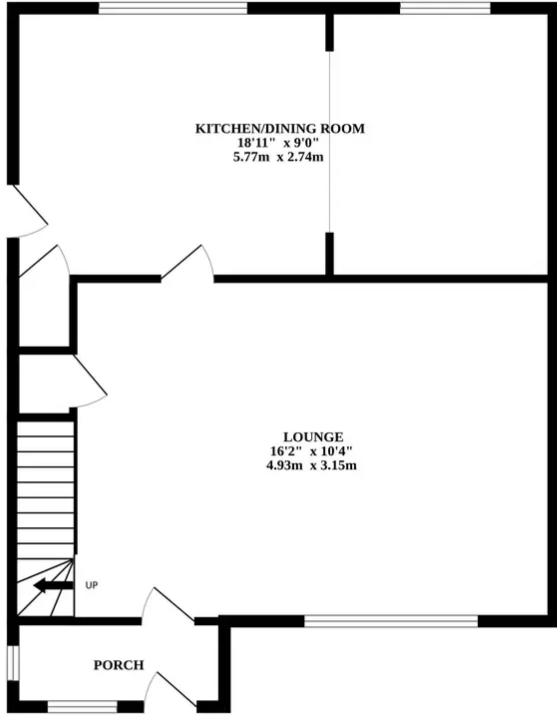 KITCHEN/DINING ROOM
18'11" x 9'0"
5.77m x 2.74m
LOUNGE
16'2" x 10'4"
4.93m x 3.15m
UP
PORCH